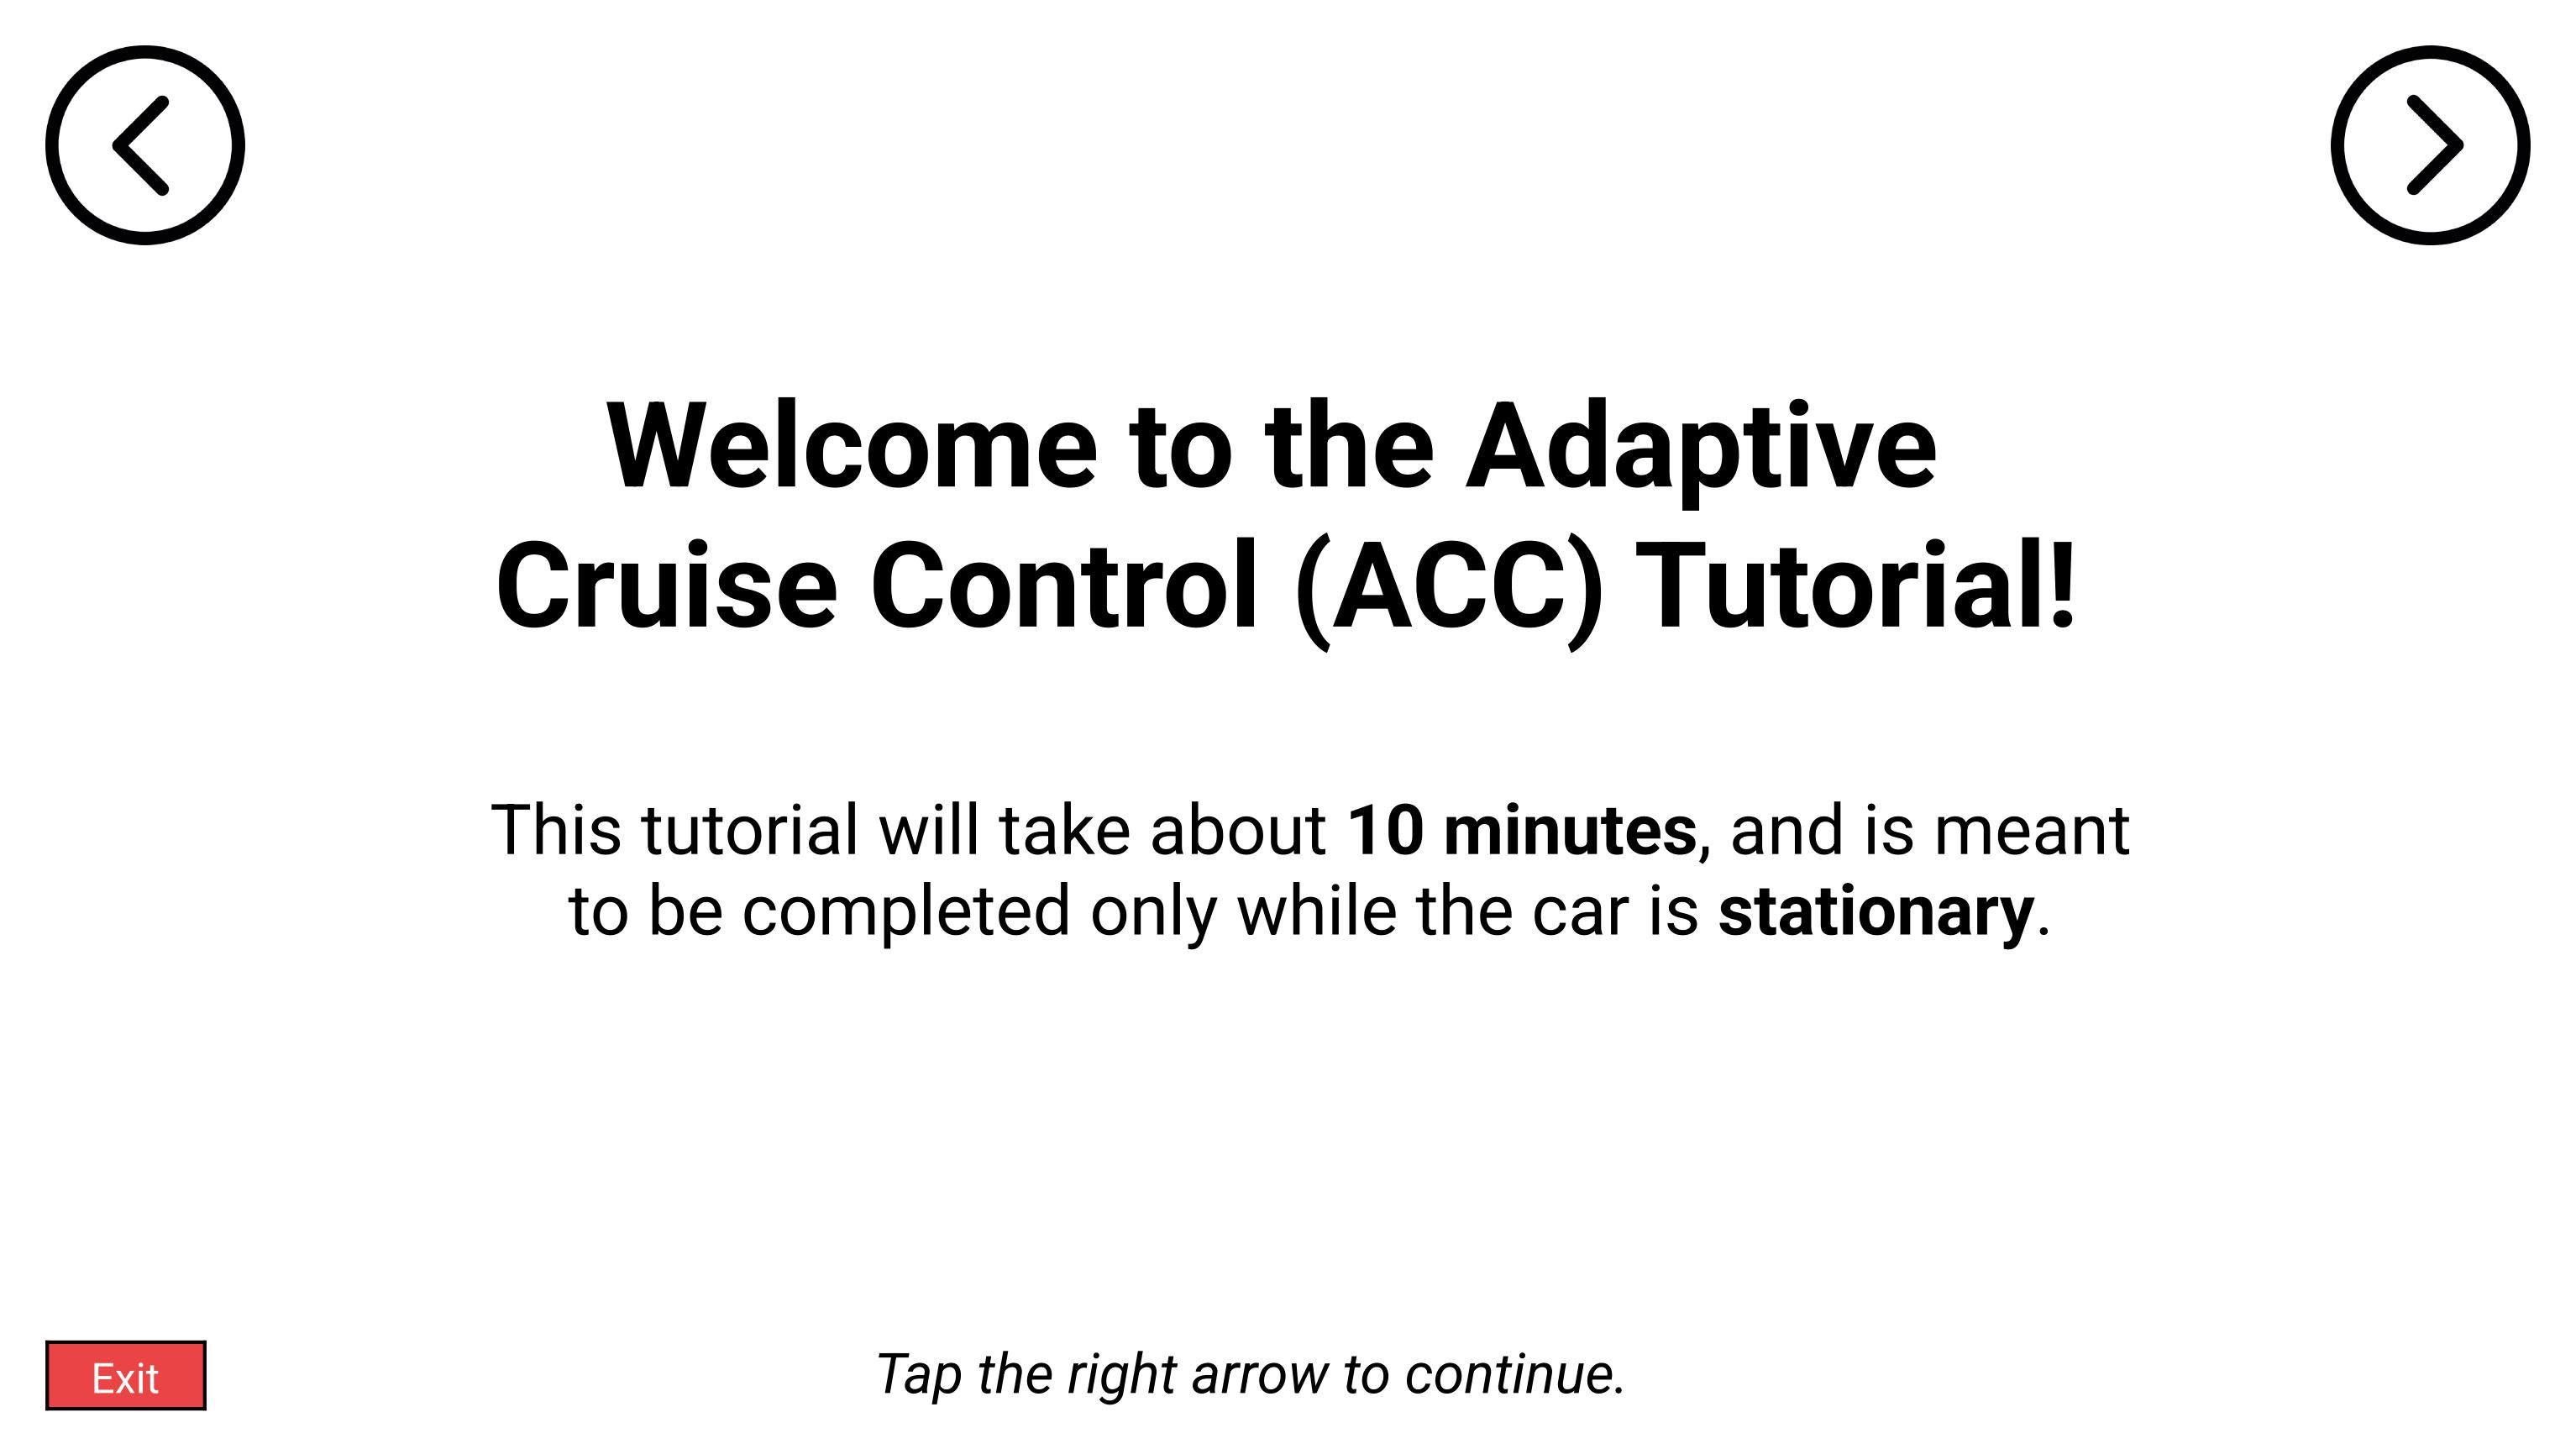 Welcome to the Adaptive
Cruise Control (ACC) Tutorial!
This tutorial will take about 10 minutes, and is meant
to be completed only while the car is stationary.
Exit
Tap the right arrow to continue.